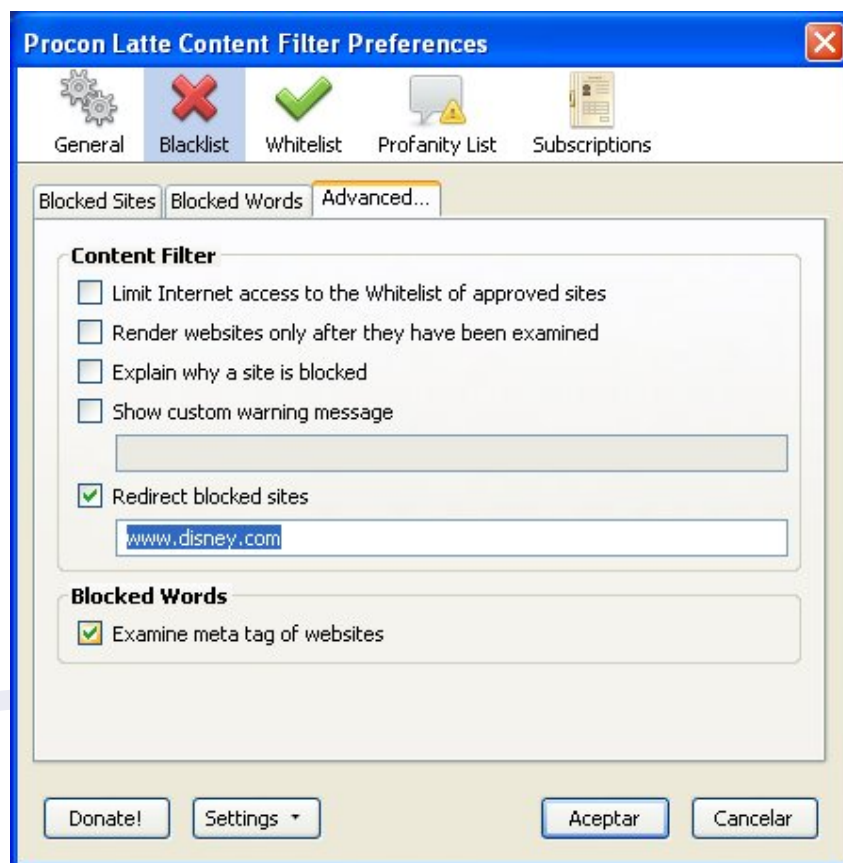 Procon Latte Content Filter Preferences
General Blacklist Whitelist Profanity List Subscriptions
Blocked Sites Blocked Words Advanced...
Content Filter
Limit Internet access to the Whitelist of approved sites
Render websites only after they have been examined
Explain why a site is blocked
Show custom warning message
Redirect blocked sites
www.disney.com
Blocked Words
Examine meta tag of websites
Donate! Settings Aceptar Cancelar